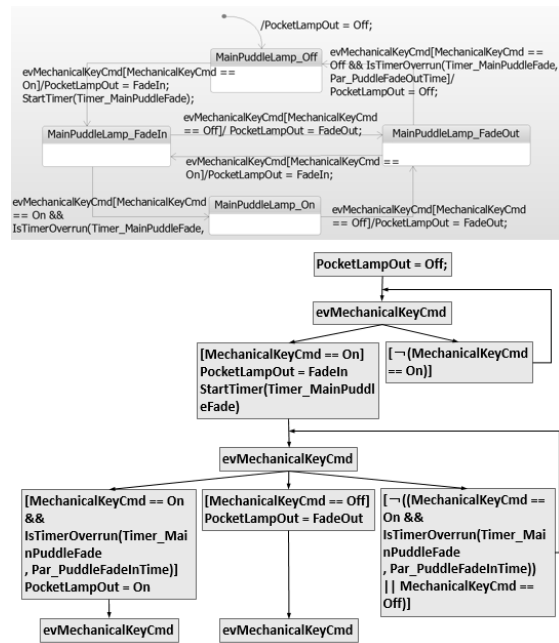 /PocketLampOut = Off;
MainPuddleLamp_Off
evMechanicalKeyCmd[MechanicalKeyCmd ==
Off && IsTimerOverrun(Timer_MainPuddleFade,
Par_PuddleFadeOutTime)]/
PocketLampOut = Off;
evMechanicalKeyCmd[MechanicalKeyCmd ==
On]/PocketLampOut = FadeIn;
StartTimer(Timer_MainPuddleFade);
MainPuddleLamp_FadeIn
evMechanicalKeyCmd[MechanicalKeyCmd
== Off]/ PocketLampOut = FadeOut;
MainPuddleLamp_FadeOut
evMechanicalKeyCmd[MechanicalKeyCmd ==
On]/PocketLampOut = FadeIn;
evMechanicalKeyCmd[MechanicalKeyCmd
== On &&
IsTimerOverrun(Timer_MainPuddleFade,
MainPuddleLamp_On
evMechanicalKeyCmd[MechanicalKeyCmd
== Off]/PocketLampOut = FadeOut;
PocketLampOut = Off;
evMechanicalKeyCmd
[MechanicalKeyCmd == On]
PocketLampOut = FadeIn
StartTimer(Timer_MainPuddl
eFade)
[¬(MechanicalKeyCmd
== On)]
evMechanicalKeyCmd
[MechanicalKeyCmd == On
&&
IsTimerOverrun(Timer_Mai
nPuddleFade
, Par_PuddleFadeInTime)]
PocketLampOut = On
[MechanicalKeyCmd == Off]
PocketLampOut = FadeOut
[¬((MechanicalKeyCmd ==
On &&
IsTimerOverrun(Timer_Mai
nPuddleFade
, Par_PuddleFadeInTime))
|| MechanicalKeyCmd ==
Off)]
evMechanicalKeyCmd
evMechanicalKeyCmd